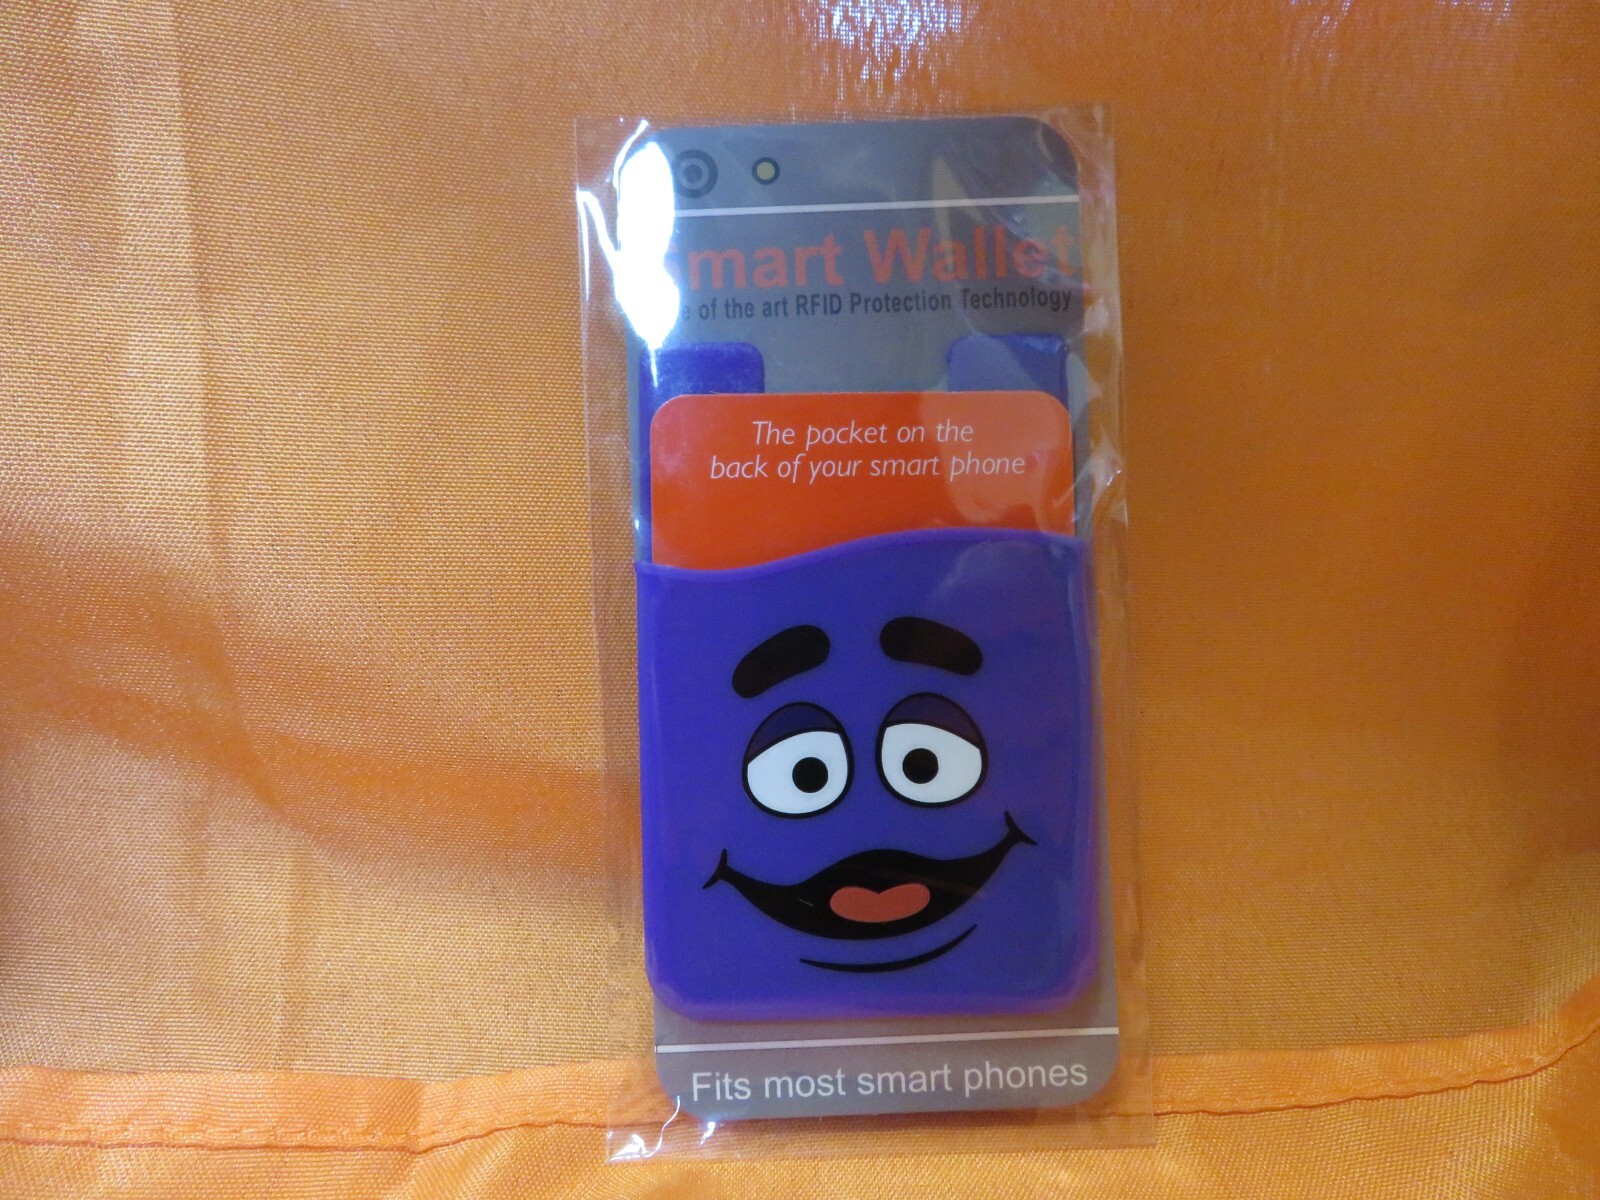 Smart Wallet
of the art RFID Protection Technology
The pocket on the
back of your smart phone
Fits most smart phones